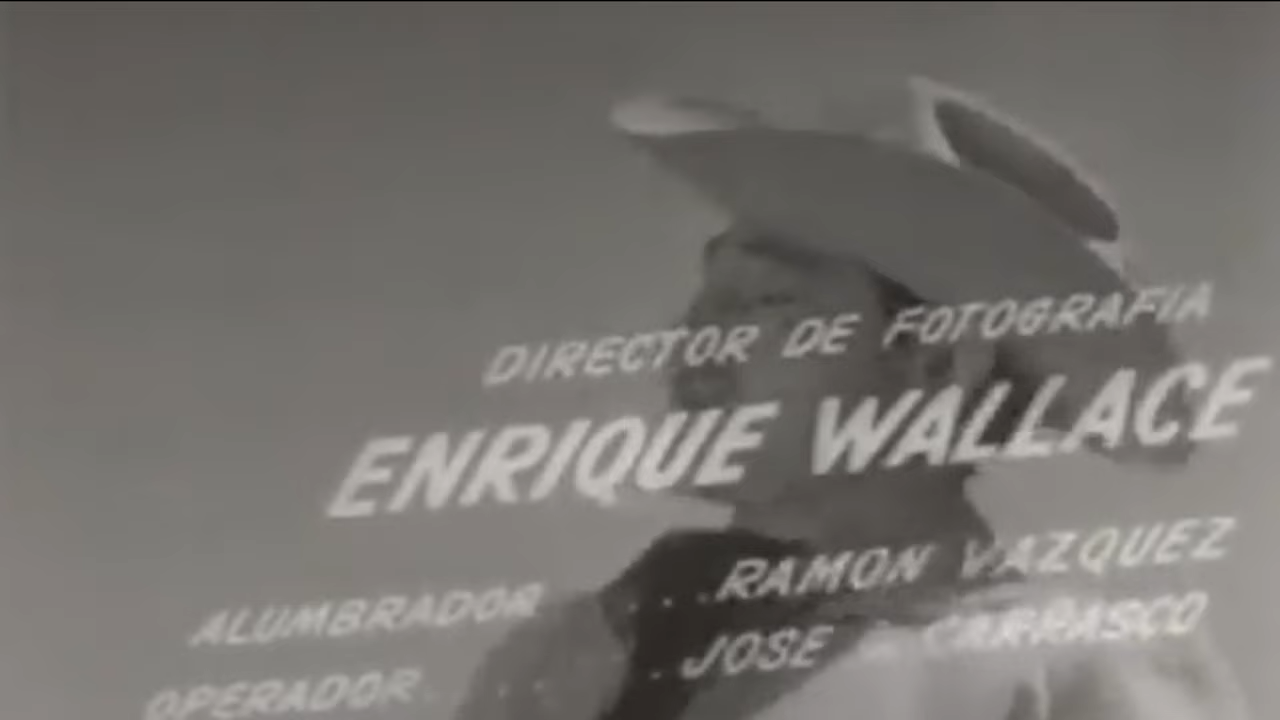 DIRECTOR DE FOTOGRAFIA
ENRIQUE WALLACE
ALUMBRADOR . . . RAMON VAZQUEZ
OPERADOR . . . . JOSE CARRASCO